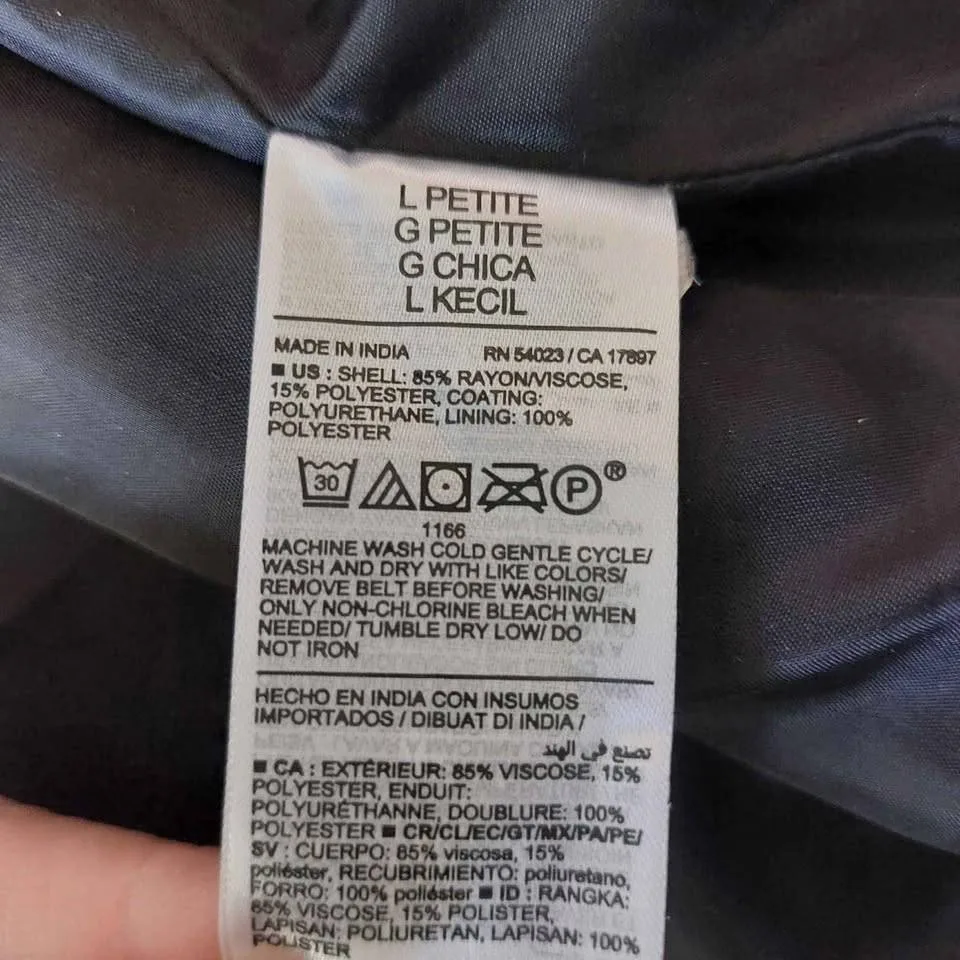 L PETITE
G PETITE
G CHICA
L KECIL
MADE IN INDIA RN 54023 / CA 17897
■ US : SHELL: 85% RAYON/VISCOSE,
15% POLYESTER, COATING:
POLYURETHANE, LINING: 100%
POLYESTER
30 P ®
1166
MACHINE WASH COLD GENTLE CYCLE/
WASH AND DRY WITH LIKE COLORS/
REMOVE BELT BEFORE WASHING/
ONLY NON-CHLORINE BLEACH WHEN
NEEDED/ TUMBLE DRY LOW/ DO
NOT IRON
HECHO EN INDIA CON INSUMOS
IMPORTADOS / DIBUAT DI INDIA /
تصنع في الهند
■ CA : EXTÉRIEUR: 85% VISCOSE, 15%
POLYESTER, ENDUIT:
POLYURÉTHANNE, DOUBLURE: 100%
POLYESTER ■ CR/CL/EC/GT/MX/PA/PE/
SV : CUERPO: 85% viscosa, 15%
poliéster, RECUBRIMIENTO: poliuretano,
FORRO: 100% poliéster ■ ID : RANGKA:
85% VISCOSE, 15% POLISTER,
LAPISAN: POLIURETAN, LAPISAN: 100%
POLISTER